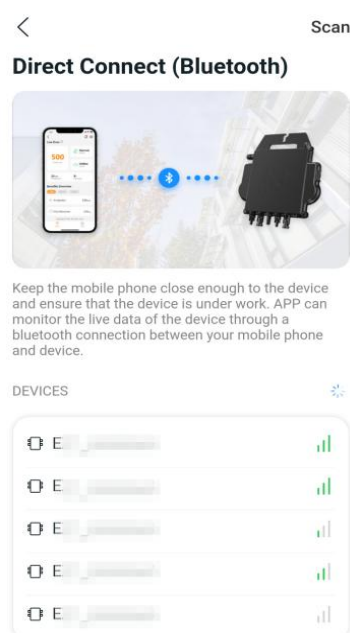 Scan
Direct Connect (Bluetooth)
500
Keep the mobile phone close enough to the device
and ensure that the device is under work. APP can
monitor the live data of the device through a
bluetooth connection between your mobile phone
and device.
DEVICES
E
E
E
E
E